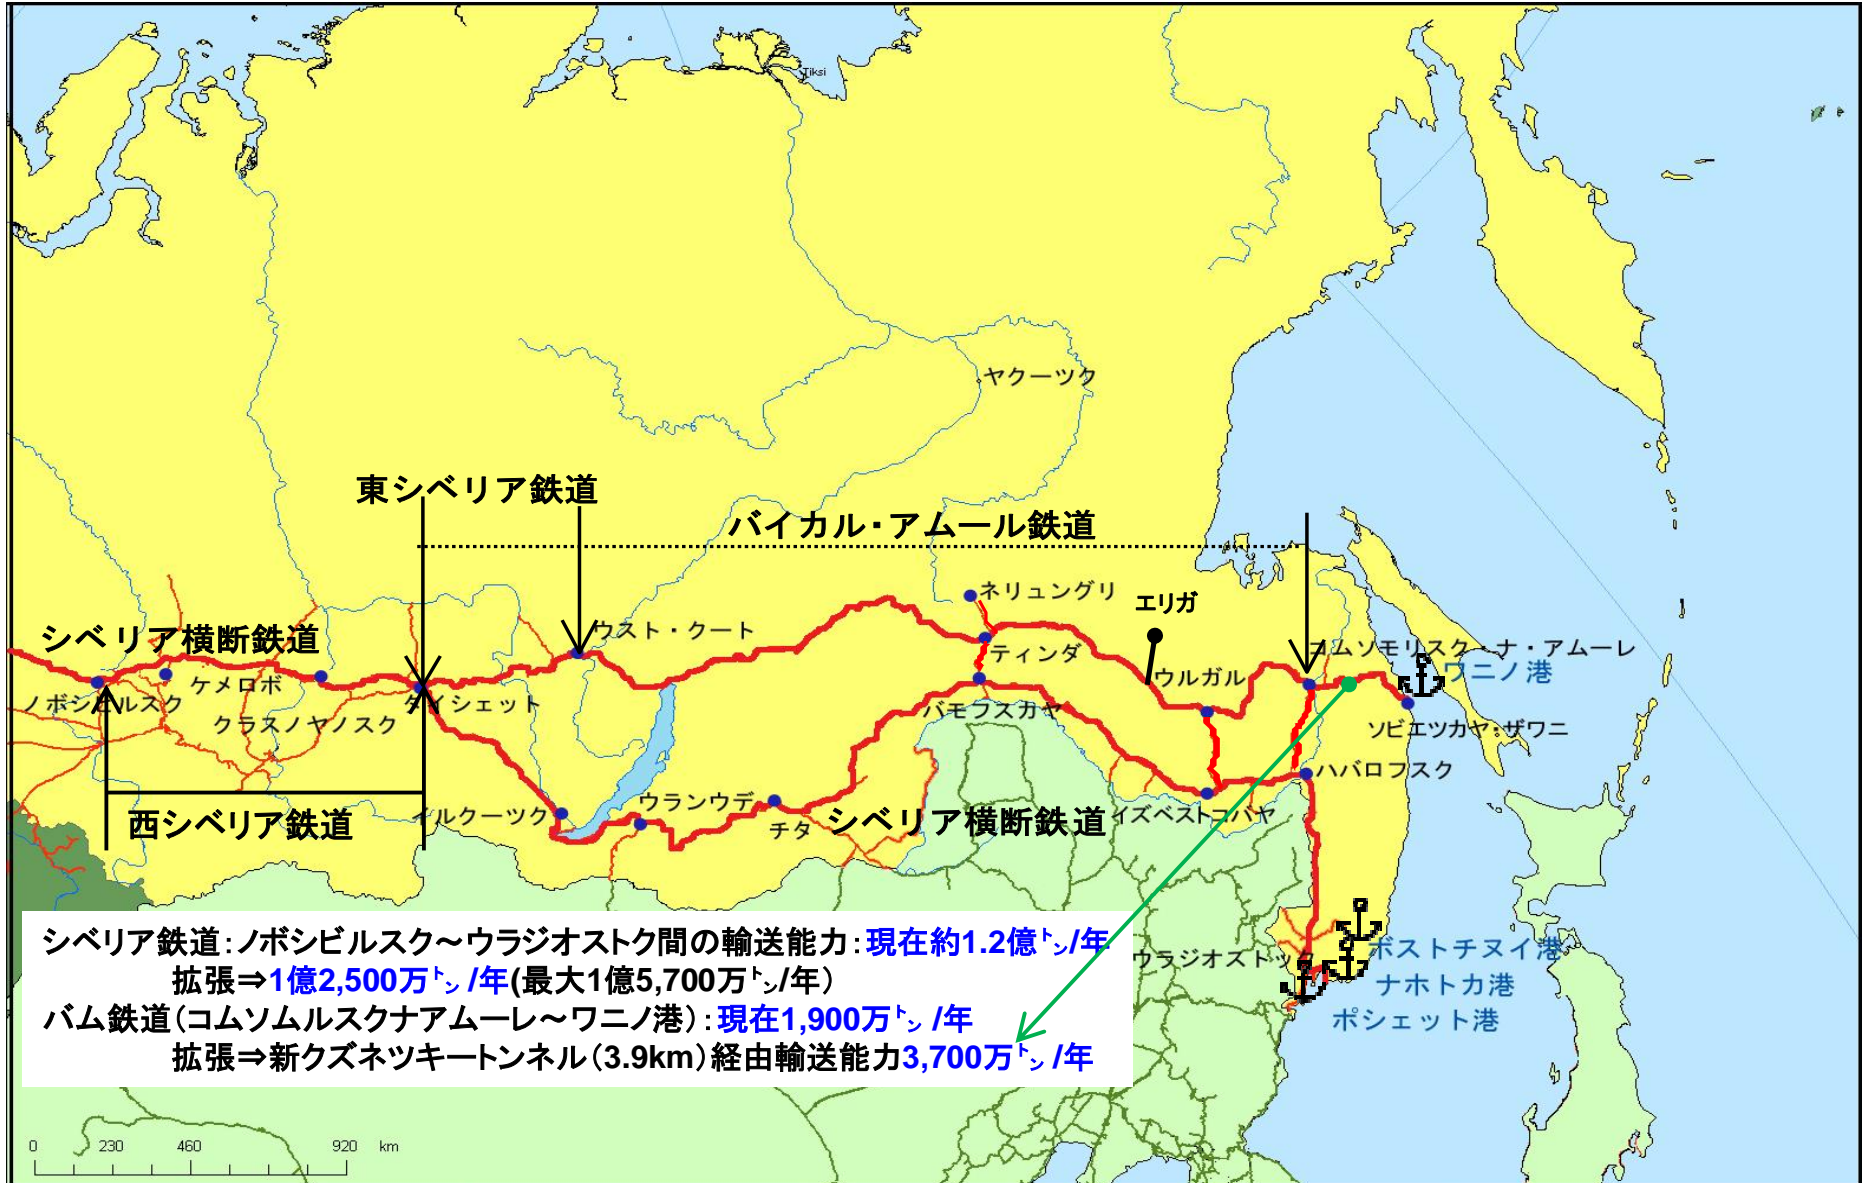 Tiksi
ヤクーツク
東シベリア鉄道
バイカル・アムール鉄道
ネリュングリ
エリガ
シベリア横断鉄道
ウスト・クート
ティンダ
コムソモリスク・ナ・アムーレ
ワニノ港
ノボシビルスク
ケメロボ
クラスノヤノスク
タイシェット
バモフスカヤ
ウルガル
ソビエツカヤ・ザワニ
ハバロフスク
西シベリア鉄道
イルクーツク
ウランウデ
チタ
シベリア横断鉄道
イズベストコバヤ
シベリア鉄道：ノボシビルスク～ウラジオストク間の輸送能力：現在約1.2億㌧/年
拡張⇒1億2,500万㌧/年(最大1億5,700万㌧/年）
バム鉄道（コムソムルスクナアムーレ～ワニノ港）：現在1,900万㌧ /年
拡張⇒新クズネツキートンネル（3.9km）経由輸送能力3,700万㌧ /年
ウラジオストック
ボストチヌイ港
ナホトカ港
ポシェット港
0 230 460 920 km